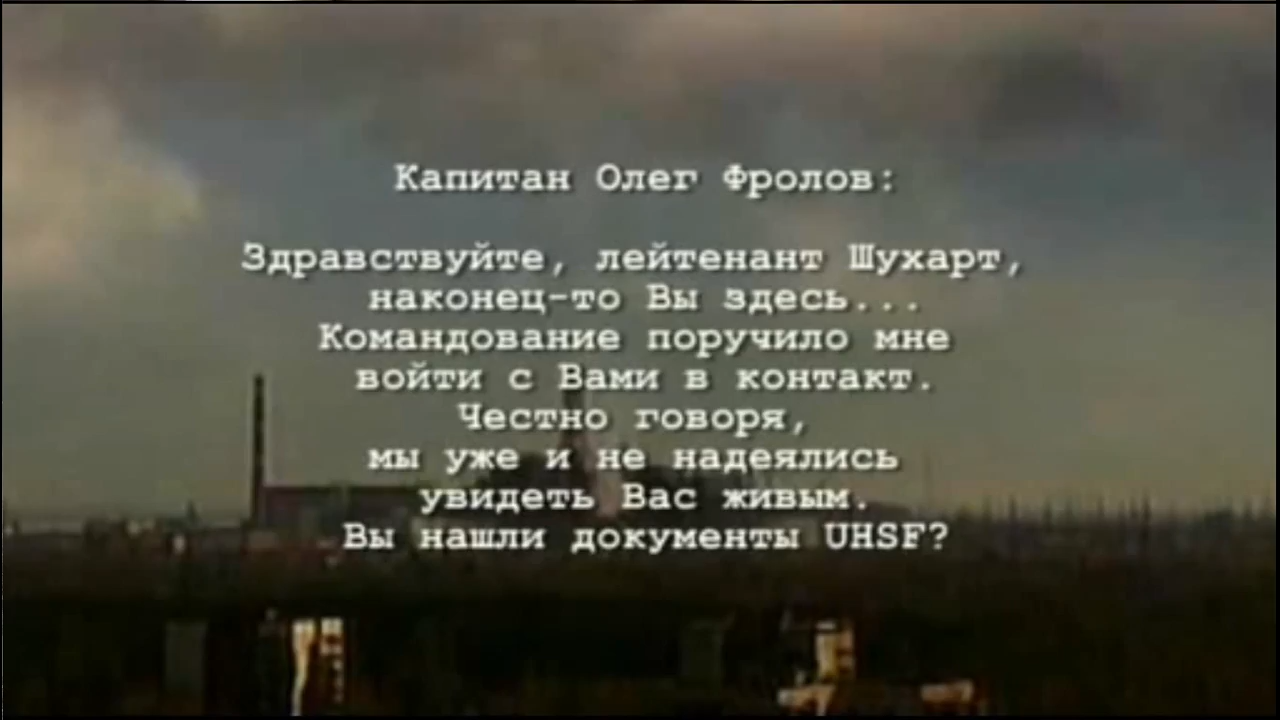 Капитан Олег Фролов:
Здравствуйте, лейтенант Шухарт,
наконец-то Вы здесь...
Командование поручило мне
войти с Вами в контакт.
Честно говоря,
мы уже и не надеялись
увидеть Вас живым.
Вы нашли документы UHSF?